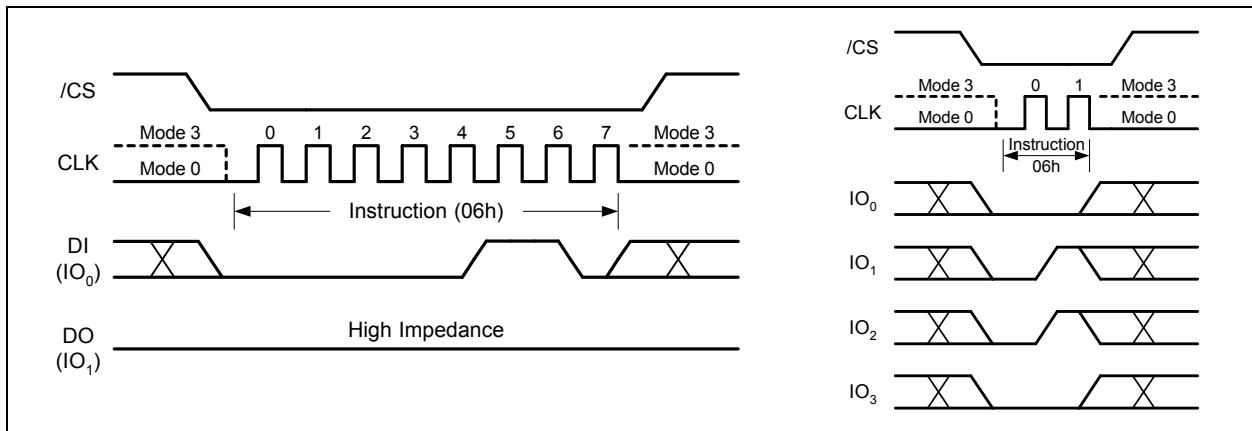 /CS
Mode 3 0 1 2 3 4 5 6 7 Mode 3
CLK
Mode 0 Mode 0
Instruction (06h)
DI
(IO0)
High Impedance
DO
(IO1)
/CS
Mode 3 0 1 Mode 3
CLK
Mode 0 Mode 0
Instruction
06h
IO0
IO1
IO2
IO3